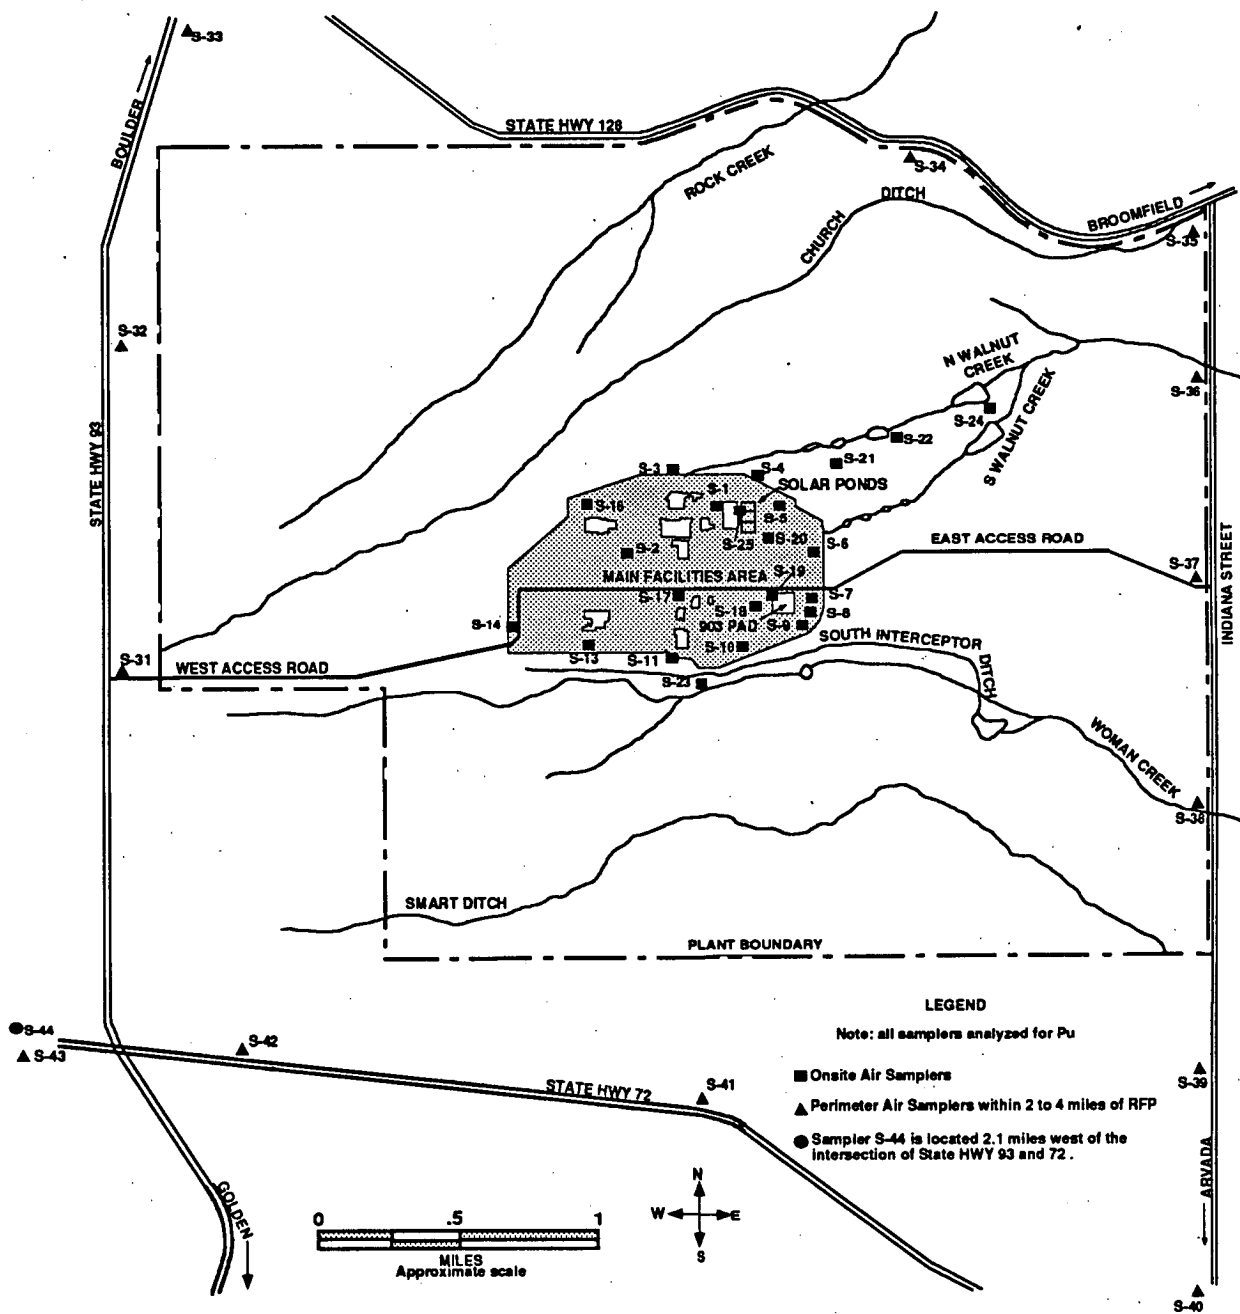 S-33
BOULDER
STATE HWY 128
ROCK CREEK
S-34
DITCH
CHURCH
BROOMFIELD
S-35
S-32
N WALNUT
CREEK
S-36
STATE HWY 93
S-24
S WALNUT CREEK
S-22
S-21
S-3
S-4
SOLAR PONDS
S-16
S-1
S-5
S-25
S-20
S-2
S-6
EAST ACCESS ROAD
INDIANA STREET
MAIN FACILITIES AREA
S-19
S-37
S-17
S-18
S-7
S-8
903 PAD
S-9
S-14
S-13
S-11
S-10
SOUTH INTERCEPTOR
DITCH
S-31
WEST ACCESS ROAD
S-23
WOMAN CREEK
S-38
SMART DITCH
PLANT BOUNDARY
LEGEND
Note: all samplers analyzed for Pu
Onsite Air Samplers
Perimeter Air Samplers within 2 to 4 miles of RFP
Sampler S-44 is located 2.1 miles west of the
intersection of State HWY 93 and 72 .
S-44
S-43
S-42
STATE HWY 72
S-41
S-39
ARVADA
GOLDEN
N
W E
S
0 .5 1
MILES
Approximate scale
S-40